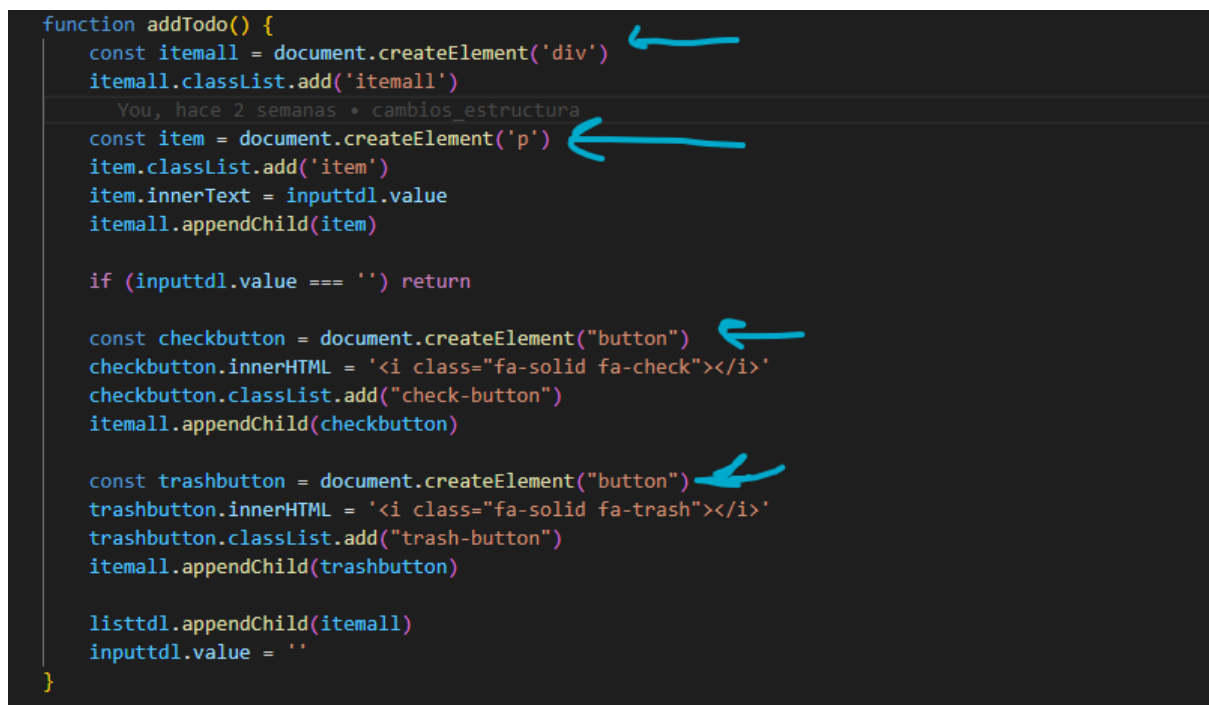 function addTodo() {
const itemall = document.createElement('div')
itemall.classList.add('itemall')
You, hace 2 semanas • cambios_estructura
const item = document.createElement('p')
item.classList.add('item')
item.innerText = inputtdl.value
itemall.appendChild(item)
if (inputtdl.value === '') return
const checkbutton = document.createElement("button")
checkbutton.innerHTML = '<i class="fa-solid fa-check"></i>'
checkbutton.classList.add("check-button")
itemall.appendChild(checkbutton)
const trashbutton = document.createElement("button")
trashbutton.innerHTML = '<i class="fa-solid fa-trash"></i>'
trashbutton.classList.add("trash-button")
itemall.appendChild(trashbutton)
listtdl.appendChild(itemall)
inputtdl.value = ''
}